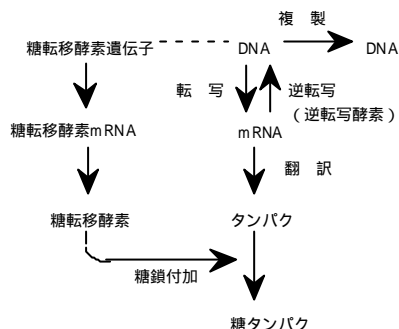 複 製
糖転移酵素遺伝子
DNA
DNA
転 写
逆転写
(逆転写酵素)
糖転移酵素mRNA
mRNA
翻 訳
糖転移酵素
タンパク
糖鎖付加
糖タンパク